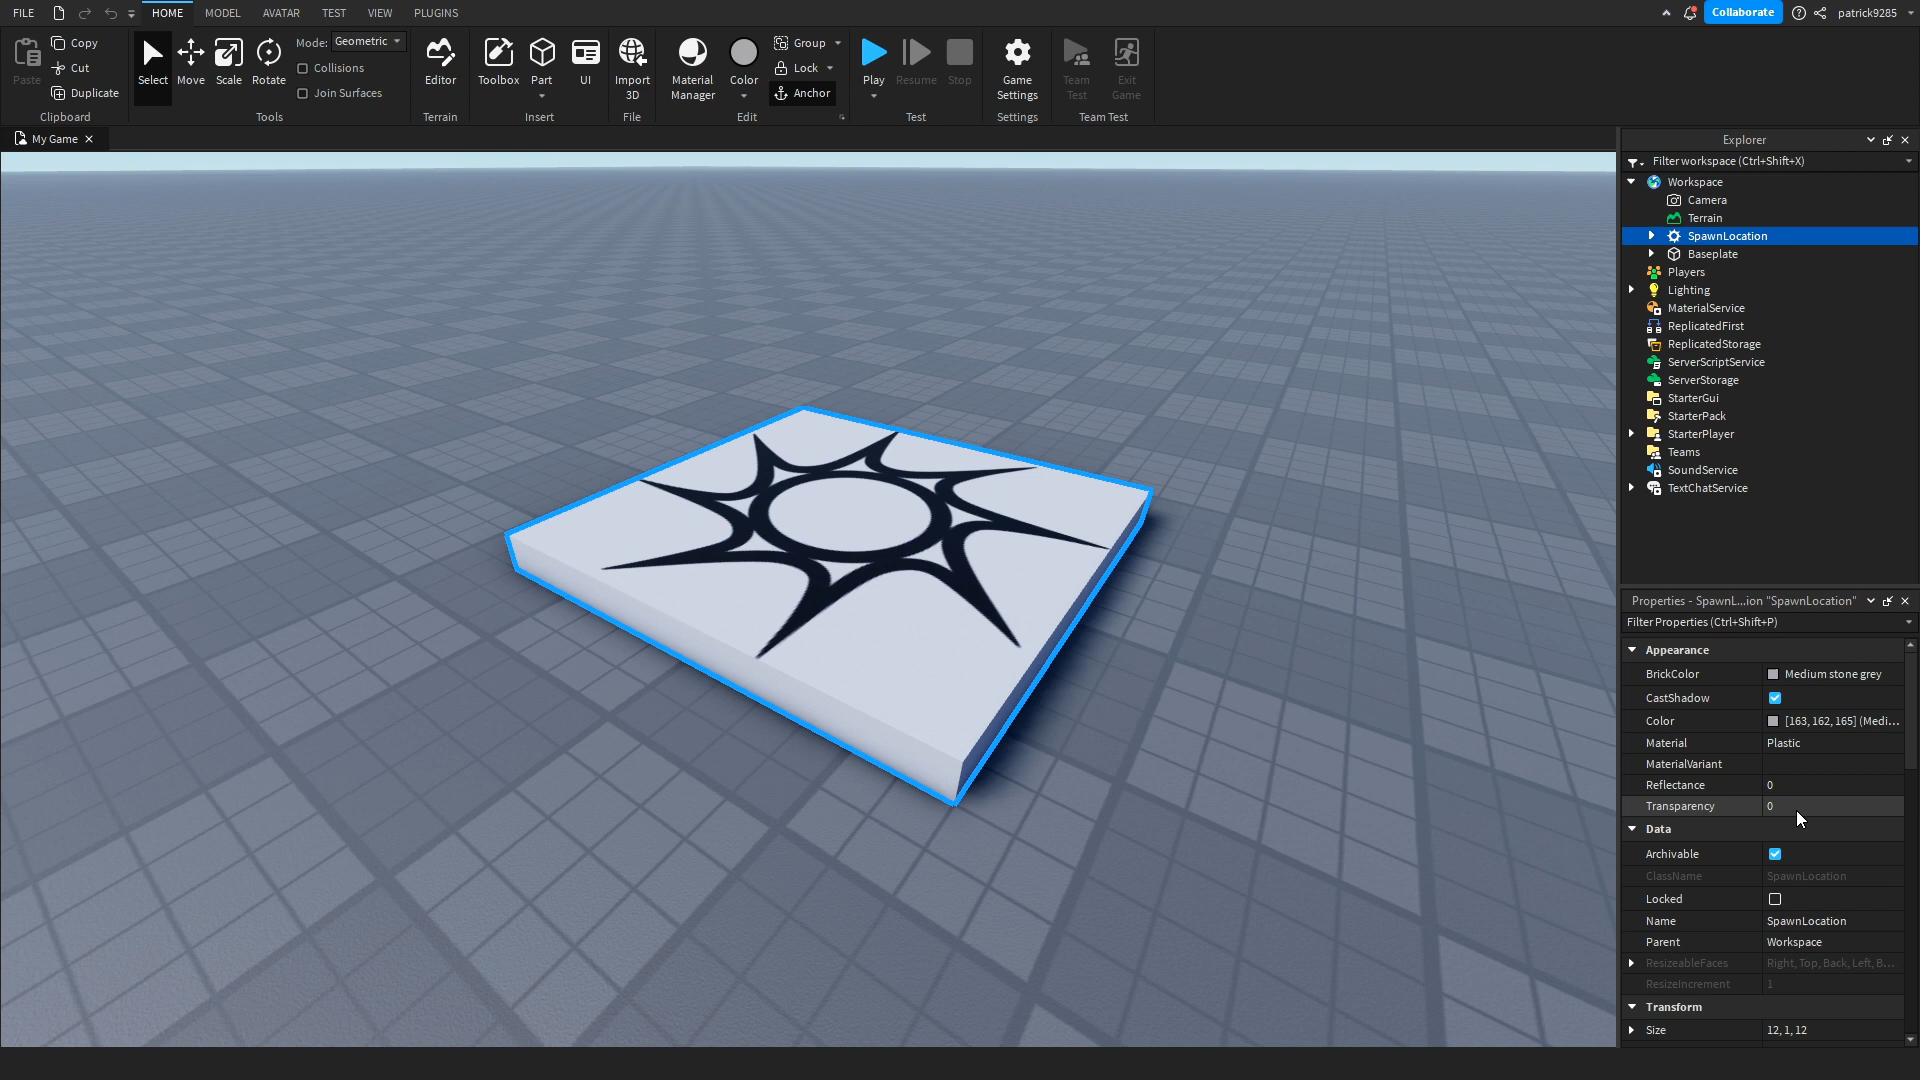 FILE HOME MODEL AVATAR TEST VIEW PLUGINS Collaborate patrick9285
Paste Copy Cut Duplicate
Clipboard
Select Move Scale Rotate
Mode: Geometric
Collisions
Join Surfaces
Tools
Editor
Terrain
Toolbox Part UI
Insert
Import 3D
File
Material Manager Color
Group
Lock
Anchor
Edit
Play Resume Stop
Test
Game Settings
Settings
Team Test Exit Game
Team Test
My Game
Explorer
Filter workspace (Ctrl+Shift+X)
Workspace
Camera
Terrain
SpawnLocation
Baseplate
Players
Lighting
MaterialService
ReplicatedFirst
ReplicatedStorage
ServerScriptService
ServerStorage
StarterGui
StarterPack
StarterPlayer
Teams
SoundService
TextChatService
Properties - SpawnL...ion "SpawnLocation"
Filter Properties (Ctrl+Shift+P)
Appearance
BrickColor Medium stone grey
CastShadow
Color [163, 162, 165] (Medi...
Material Plastic
MaterialVariant
Reflectance 0
Transparency 0
Data
Archivable
ClassName SpawnLocation
Locked
Name SpawnLocation
Parent Workspace
ResizeableFaces Right, Top, Back, Left, B...
ResizeIncrement 1
Transform
Size 12, 1, 12